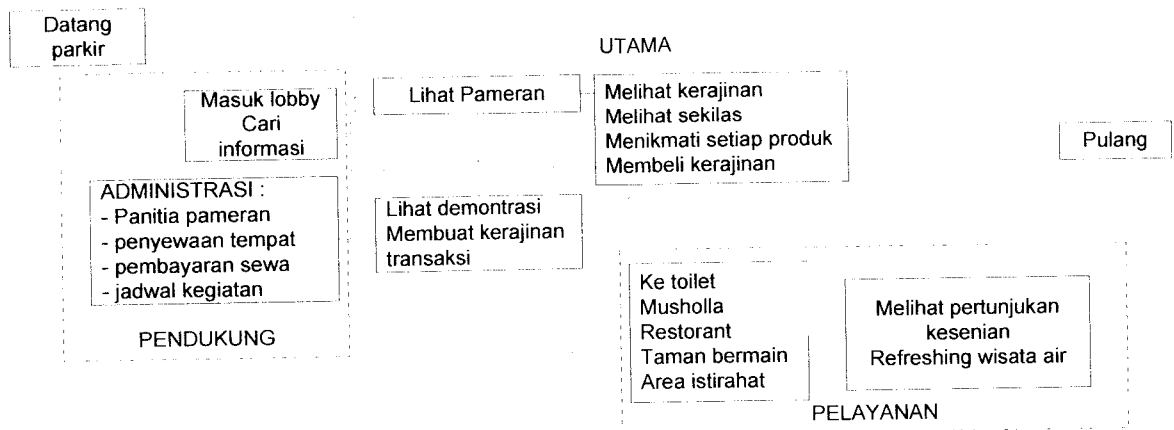 Datang
parkir
UTAMA
Masuk lobby
Cari
informasi
Lihat Pameran
Melihat kerajinan
Melihat sekilas
Menikmati setiap produk
Membeli kerajinan
Pulang
ADMINISTRASI :
- Panitia pameran
- penyewaan tempat
- pembayaran sewa
- jadwal kegiatan
PENDUKUNG
Lihat demontrasi
Membuat kerajinan
transaksi
Ke toilet
Musholla
Restorant
Taman bermain
Area istirahat
Melihat pertunjukan
kesenian
Refreshing wisata air
PELAYANAN